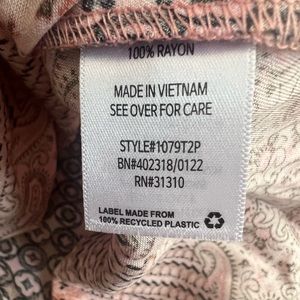 100% RAYON
MADE IN VIETNAM
SEE OVER FOR CARE
STYLE#1079T2P
BN#402318/0122
RN#31310
LABEL MADE FROM
100% RECYCLED PLASTIC